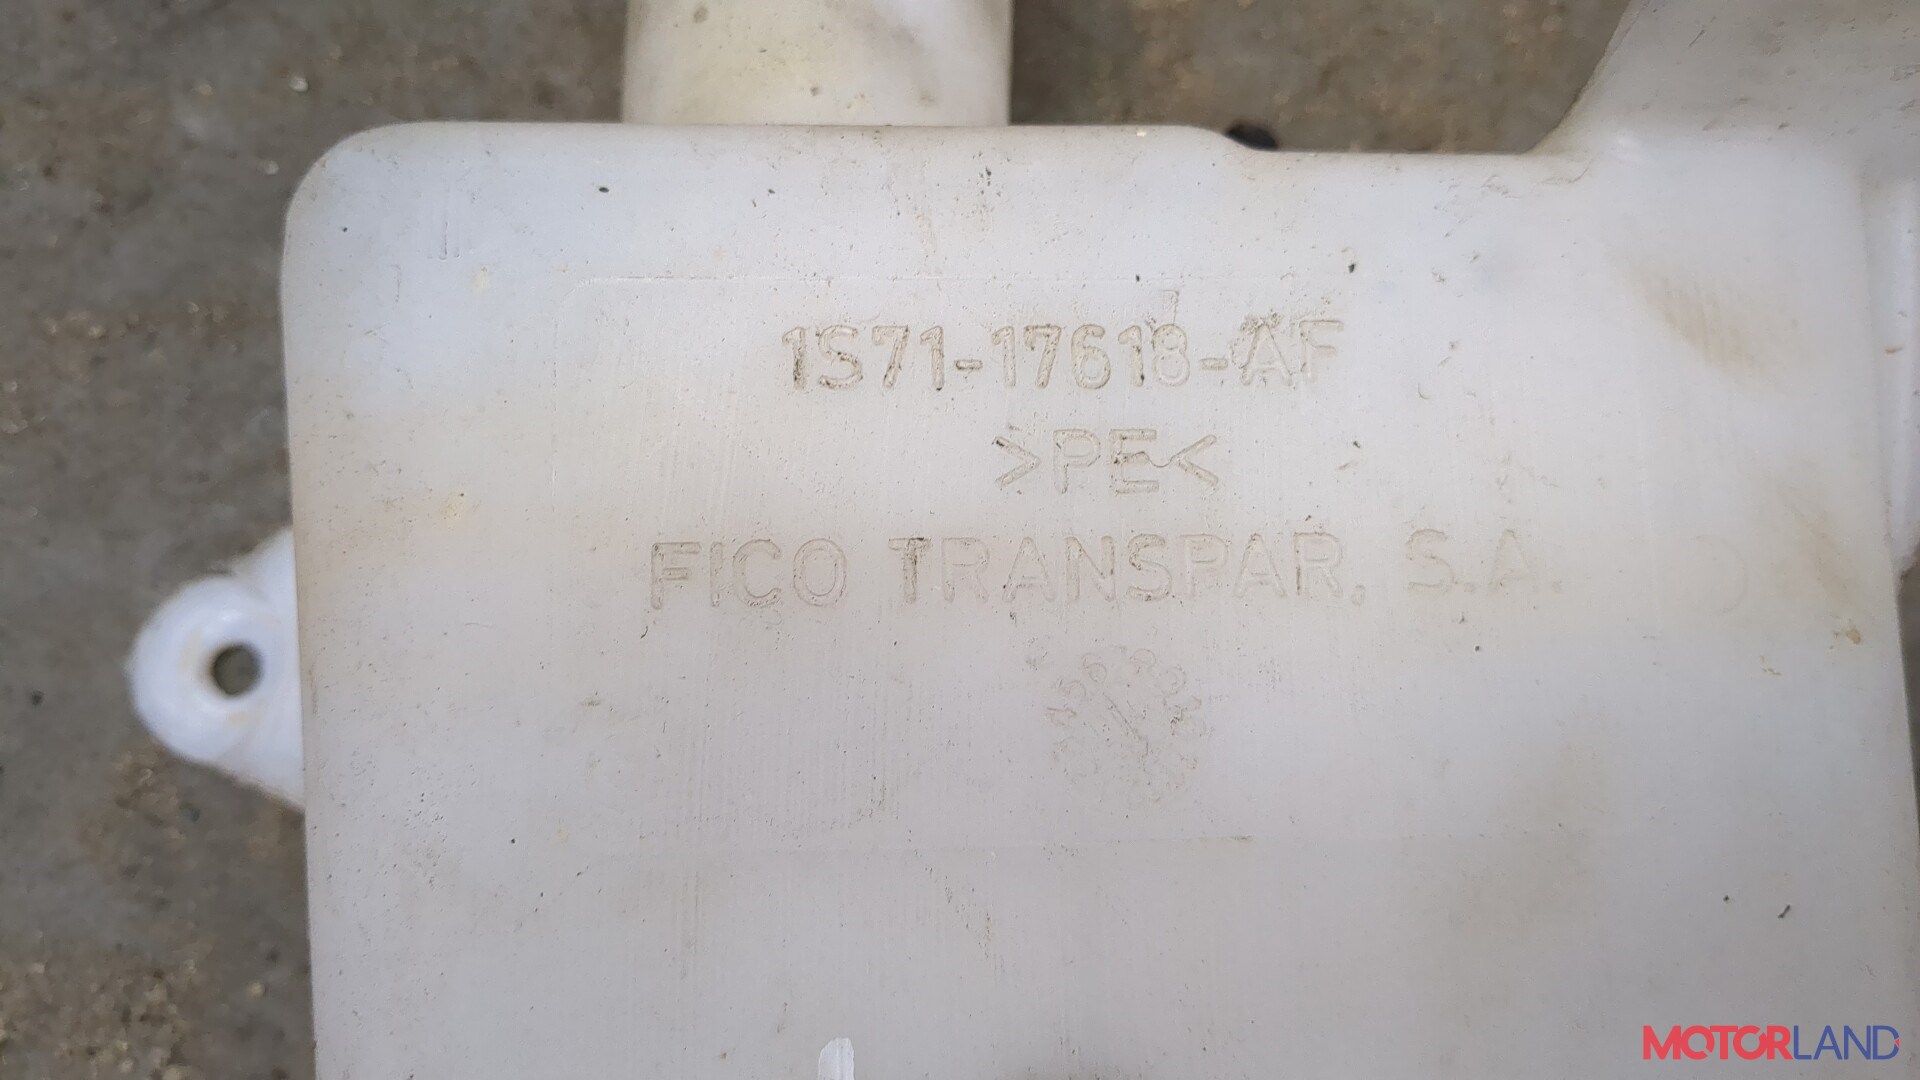 1S71-17618-AF
>PE<
FICO TRANSPAR, S.A.
MOTORLAND